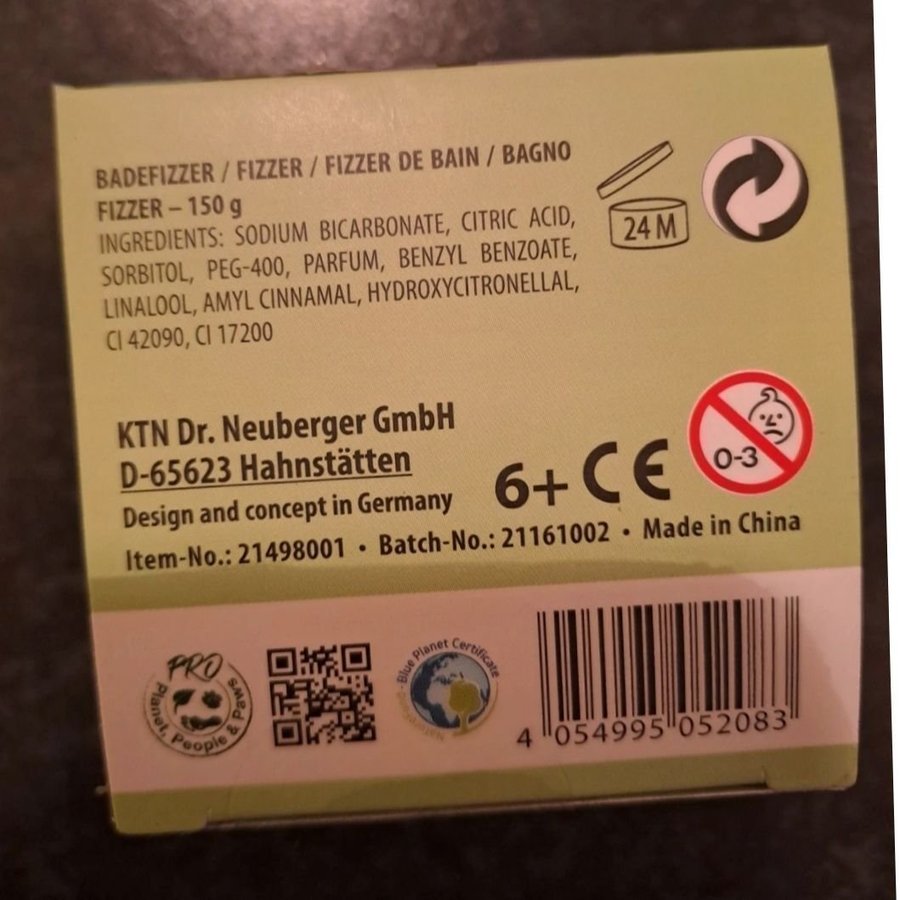 BADEFIZZER / FIZZER / FIZZER DE BAIN / BAGNO
FIZZER – 150 g
INGREDIENTS: SODIUM BICARBONATE, CITRIC ACID,
SORBITOL, PEG-400, PARFUM, BENZYL BENZOATE,
LINALOOL, AMYL CINNAMAL, HYDROXYCITRONELLAL,
CI 42090, CI 17200
24 M
KTN Dr. Neuberger GmbH
D-65623 Hahnstätten
Design and concept in Germany
6+ CE
0-3
Item-No.: 21498001 • Batch-No.: 21161002 • Made in China
PRO
Planet, People & Paws
Blue Planet Certificate
4 054995 052083